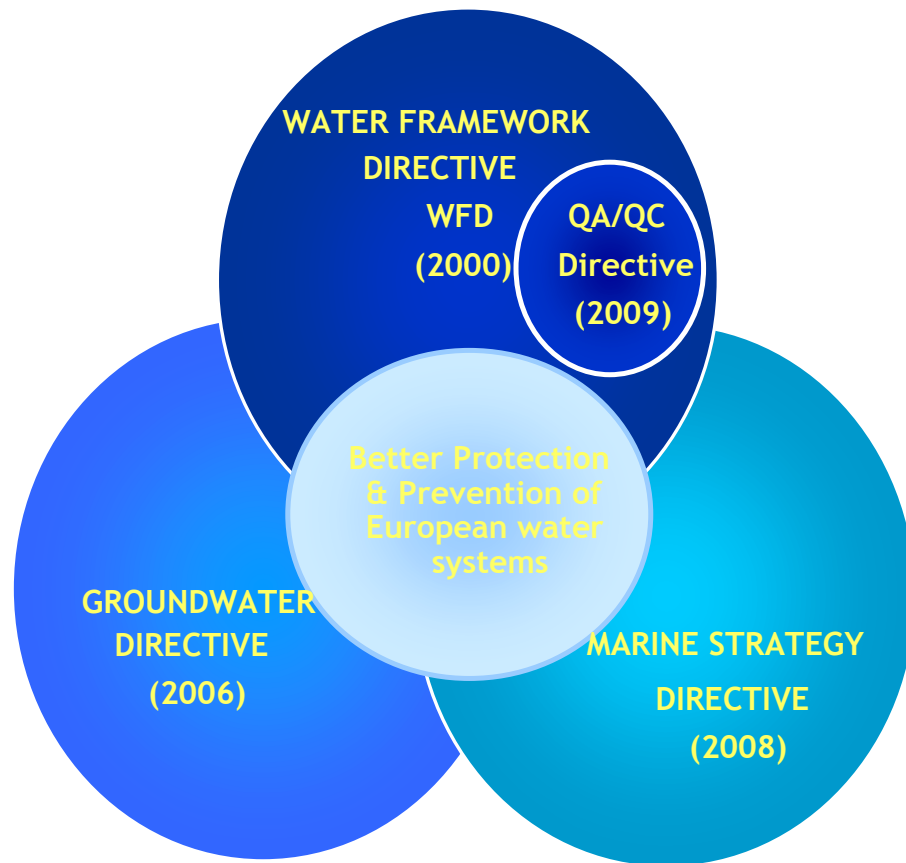 WATER FRAMEWORK
DIRECTIVE
WFD
(2000)
QA/QC
Directive
(2009)
Better Protection
& Prevention of
European water
systems
GROUNDWATER
DIRECTIVE
(2006)
MARINE STRATEGY
DIRECTIVE
(2008)